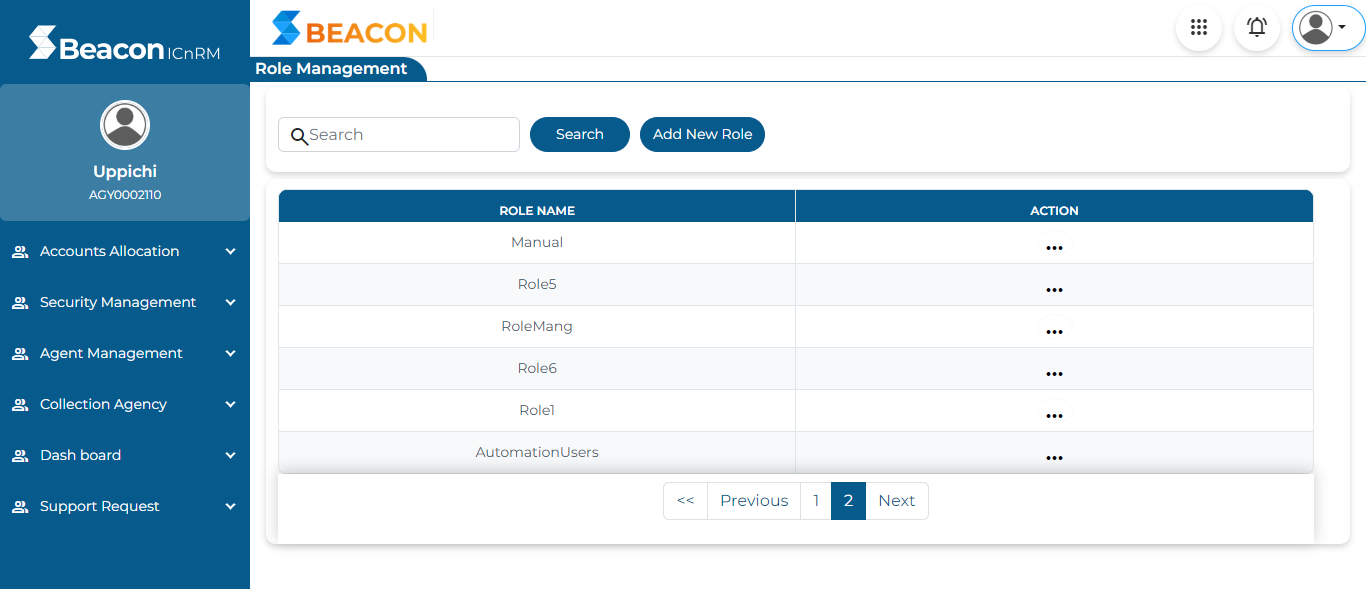 Beacon ICnRM
BEACON
Role Management
Uppichi
AGY0002110
Accounts Allocation
Security Management
Agent Management
Collection Agency
Dash board
Support Request
Search Search Add New Role
ROLE NAME ACTION
Manual ...
Role5 ...
RoleMang ...
Role6 ...
Role1 ...
AutomationUsers ...
<< Previous 1 2 Next